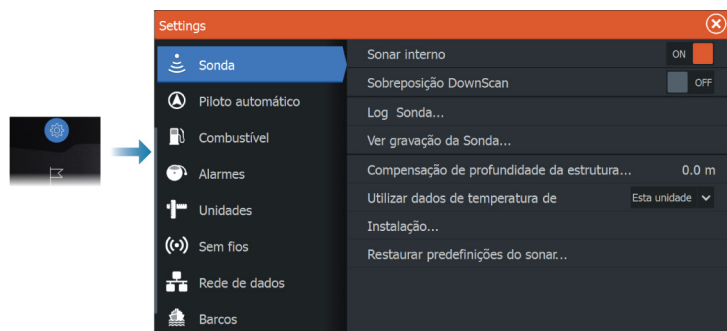 Settings
Sonda
Piloto automático
Combustível
Alarmes
Unidades
Sem fios
Rede de dados
Barcos
Sonar interno ON
Sobreposição DownScan OFF
Log Sonda...
Ver gravação da Sonda...
Compensação de profundidade da estrutura... 0.0 m
Utilizar dados de temperatura de Esta unidade
Instalação...
Restaurar predefinições do sonar...